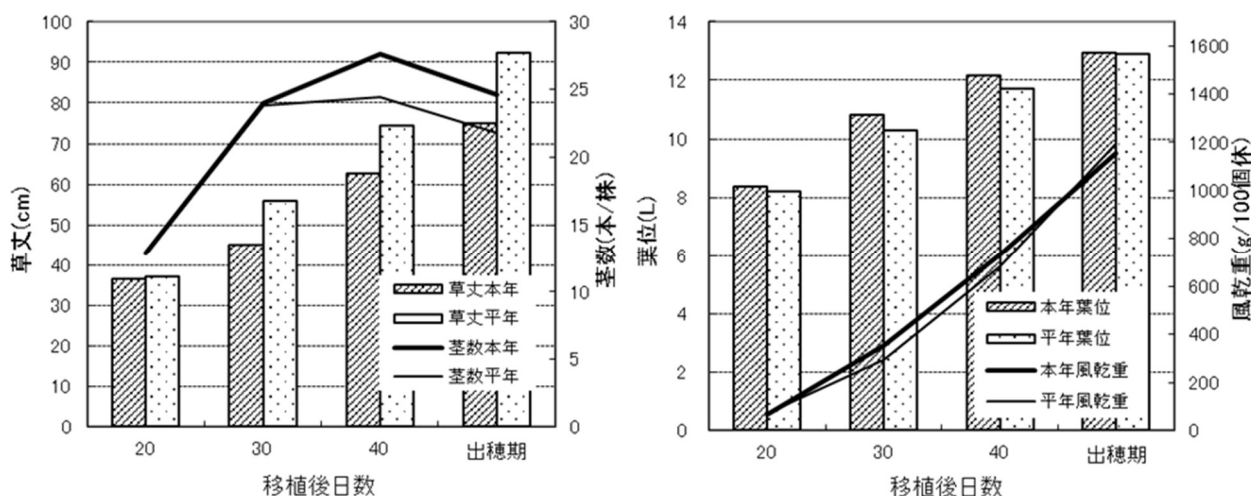 100
90
80
70
60
50
40
30
20
10
0
草丈(cm)
30
25
20
15
10
5
0
茎数(本/株)
草丈本年
草丈平年
茎数本年
茎数平年
20
30
40
出穂期
移植後日数
14
12
10
8
6
4
2
0
葉位(L)
1600
1400
1200
1000
800
600
400
200
0
風乾重(g/100個体)
本年葉位
平年葉位
本年風乾重
平年風乾重
20
30
40
出穂期
移植後日数